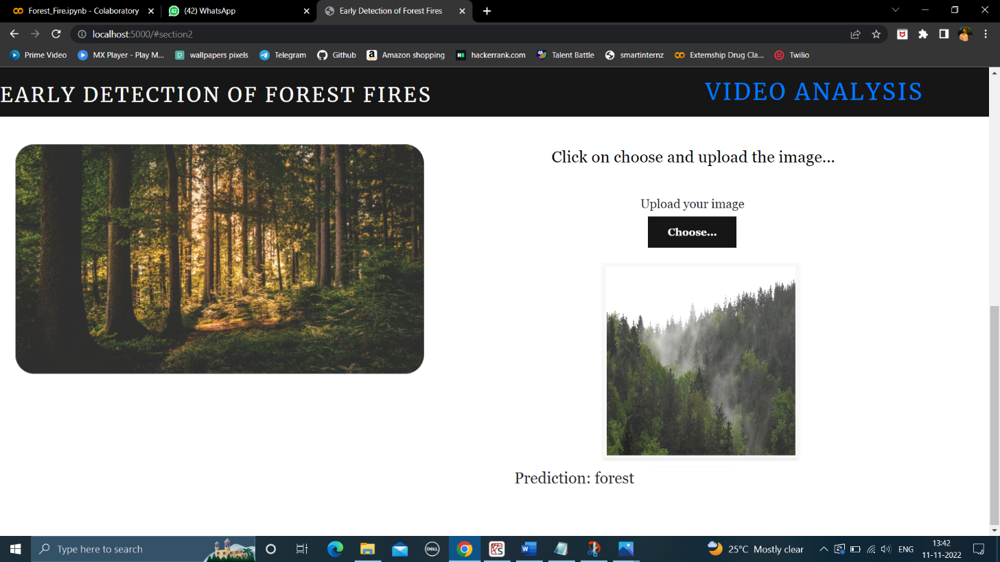 Forest_Fire.ipynb - Colaboratory
(42) WhatsApp
Early Detection of Forest Fires
localhost:5000/#section2
Prime Video
MX Player - Play M...
wallpapers pixels
Telegram
Github
Amazon shopping
hackerrank.com
Talent Battle
smartinternz
Externship Drug Cla...
Twilio
EARLY DETECTION OF FOREST FIRES
VIDEO ANALYSIS
Click on choose and upload the image...
Upload your image
Choose...
Prediction: forest
Type here to search
DELL
25°C Mostly clear
ENG
13:42
11-11-2022